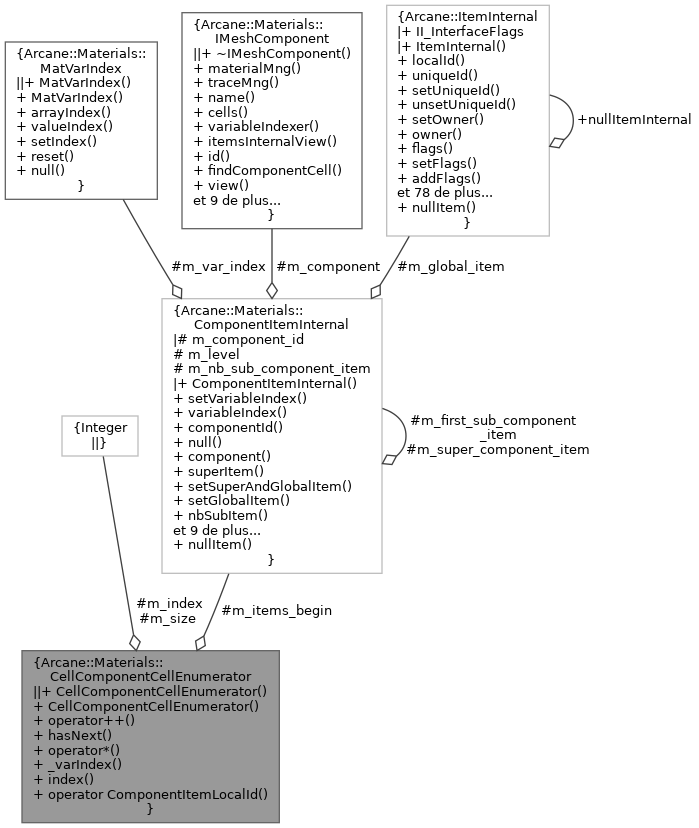 {Arcane::Materials::
MatVarIndex
||+ MatVarIndex()
+ MatVarIndex()
+ arrayIndex()
+ valueIndex()
+ setIndex()
+ reset()
+ null()
}
{Arcane::Materials::
IMeshComponent
||+ ~IMeshComponent()
+ materialMng()
+ traceMng()
+ name()
+ cells()
+ variableIndexer()
+ itemsInternalView()
+ id()
+ findComponentCell()
+ view()
et 9 de plus...
}
{Arcane::ItemInternal
|+ II_InterfaceFlags
|+ ItemInternal()
+ localId()
+ uniqueId()
+ setUniqueId()
+ unsetUniqueId()
+ setOwner()
+ owner()
+ flags()
+ setFlags()
+ addFlags()
et 78 de plus...
+ nullItem()
}
+nullItemInternal
#m_var_index
#m_component
#m_global_item
{Arcane::Materials::
ComponentItemInternal
|# m_component_id
# m_level
# m_nb_sub_component_item
|+ ComponentItemInternal()
+ setVariableIndex()
+ variableIndex()
+ componentId()
+ null()
+ component()
+ superItem()
+ setSuperAndGlobalItem()
+ setGlobalItem()
+ nbSubItem()
et 9 de plus...
+ nullItem()
}
#m_first_sub_component
_item
#m_super_component_item
{Integer
||}
#m_index
#m_size
#m_items_begin
{Arcane::Materials::
CellComponentCellEnumerator
||+ CellComponentCellEnumerator()
+ CellComponentCellEnumerator()
+ operator++()
+ hasNext()
+ operator*()
+ _varIndex()
+ index()
+ operator ComponentItemLocalId()
}